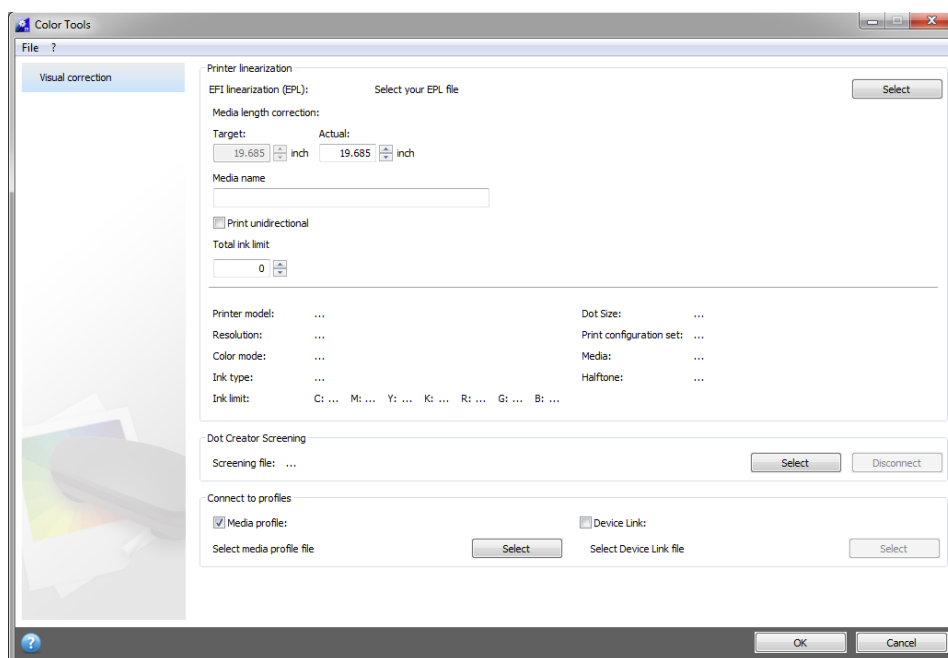 Color Tools
File ?
Visual correction
Printer linearization
EFI linearization (EPL): Select your EPL file Select
Media length correction:
Target: Actual:
19.685 inch 19.685 inch
Media name
Print unidirectional
Total ink limit
0
Printer model: ... Dot Size: ...
Resolution: ... Print configuration set: ...
Color mode: ... Media: ...
Ink type: ... Halftone: ...
Ink limit: C: ... M: ... Y: ... K: ... R: ... G: ... B: ...
Dot Creator Screening
Screening file: ... Select Disconnect
Connect to profiles
Media profile: Device Link:
Select media profile file Select Select Device Link file Select
? OK Cancel